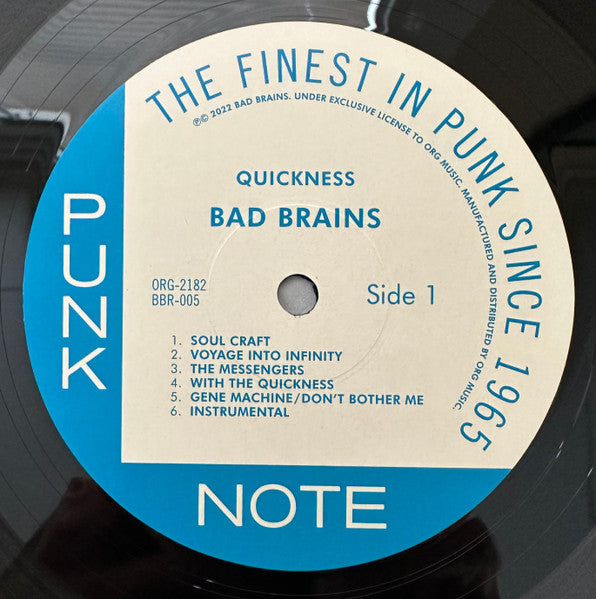 THE FINEST IN PUNK SINCE 1965
℗© 2022 BAD BRAINS. UNDER EXCLUSIVE LICENSE TO ORG MUSIC. MANUFACTURED AND DISTRIBUTED BY ORG MUSIC.
QUICKNESS
BAD BRAINS
PUNK
ORG-2182
BBR-005
Side 1
1. SOUL CRAFT
2. VOYAGE INTO INFINITY
3. THE MESSENGERS
4. WITH THE QUICKNESS
5. GENE MACHINE/DON'T BOTHER ME
6. INSTRUMENTAL
NOTE